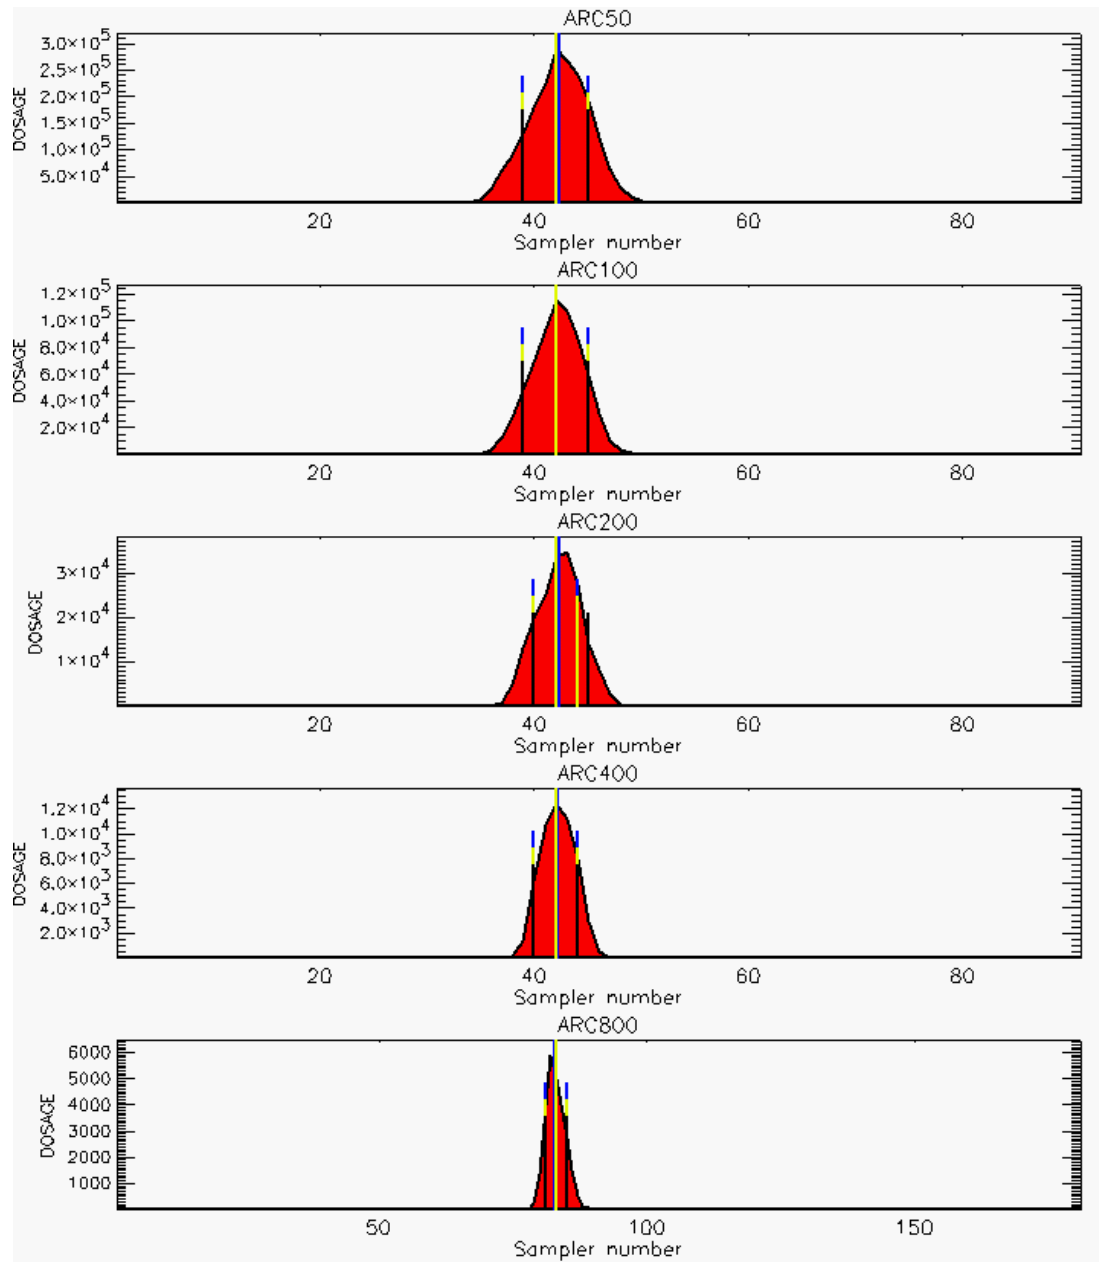 ARC50
3.0×10⁵
2.5×10⁵
2.0×10⁵
1.5×10⁵
1.0×10⁵
5.0×10⁴
DOSAGE
20 40 60 80
Sampler number
ARC100
1.2×10⁵
1.0×10⁵
8.0×10⁴
6.0×10⁴
4.0×10⁴
2.0×10⁴
DOSAGE
20 40 60 80
Sampler number
ARC200
3×10⁴
2×10⁴
1×10⁴
DOSAGE
20 40 60 80
Sampler number
ARC400
1.2×10⁴
1.0×10⁴
8.0×10³
6.0×10³
4.0×10³
2.0×10³
DOSAGE
20 40 60 80
Sampler number
ARC800
6000
5000
4000
3000
2000
1000
DOSAGE
50 100 150
Sampler number